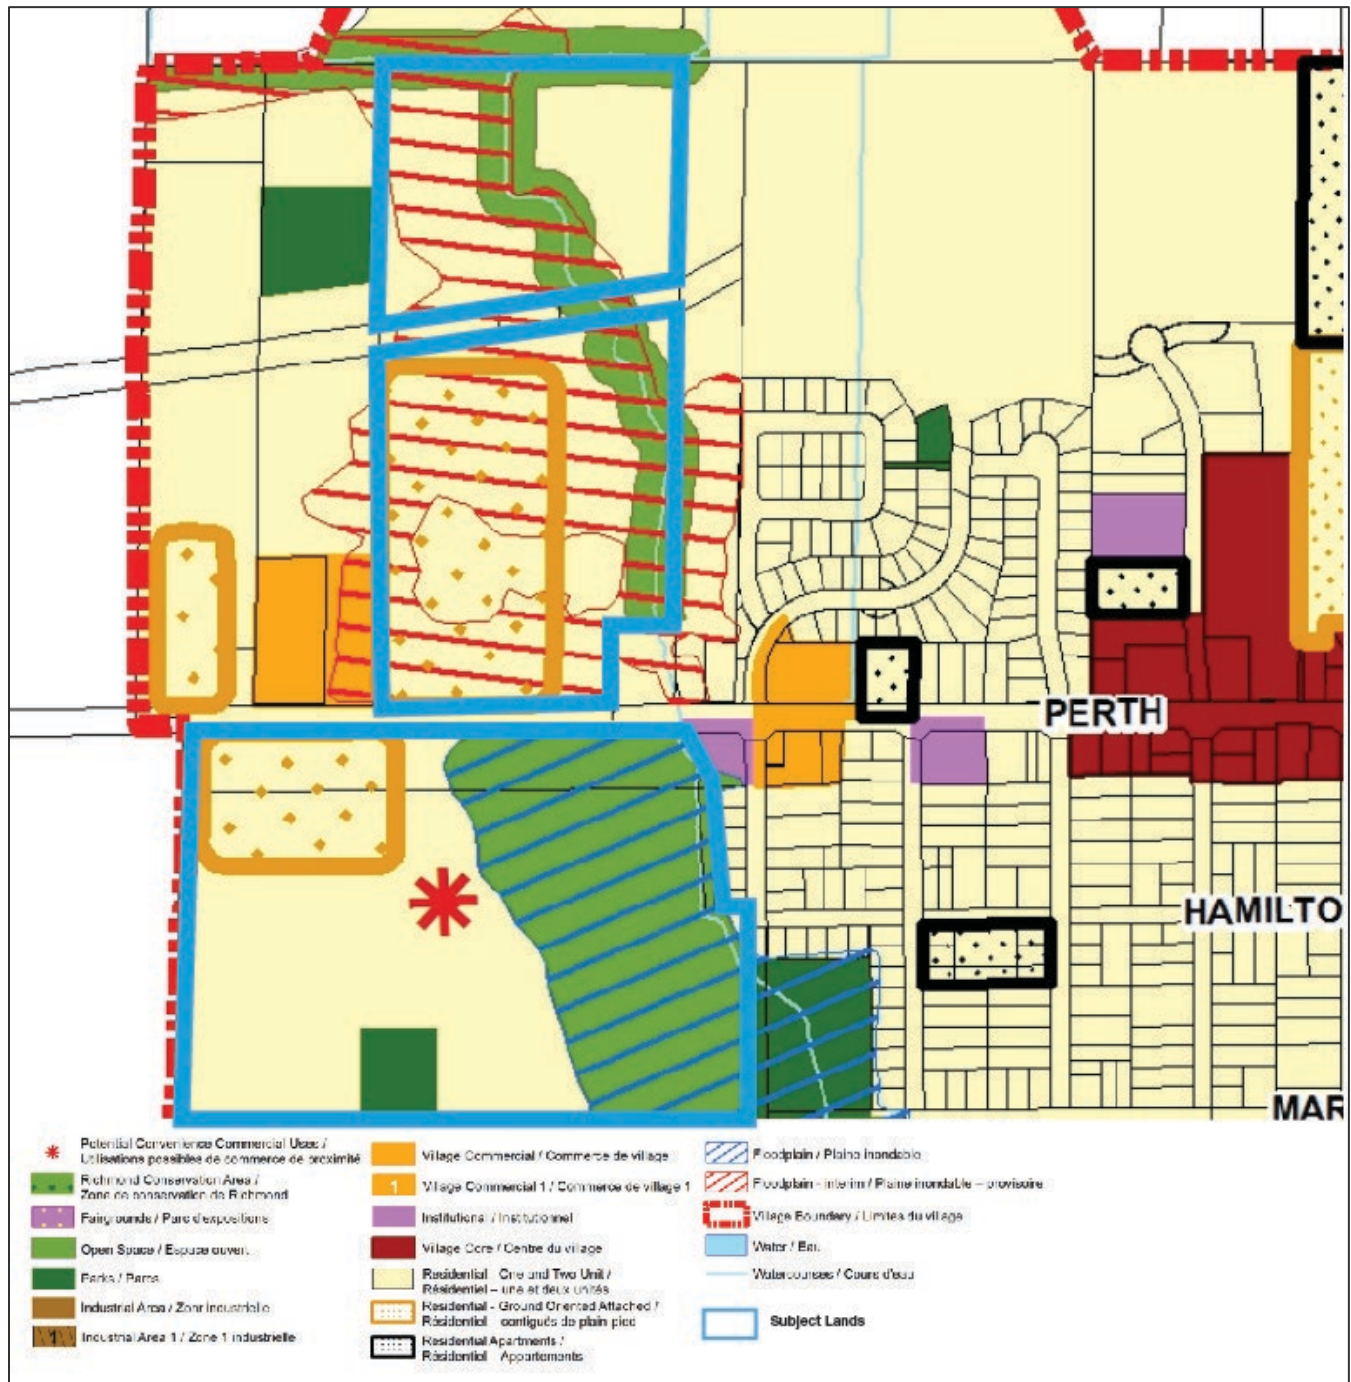 PERTH
HAMILTO
MAR
Potential Convenience Commercial Uses /
Utilisations possibles de commerce de proximité
Richmond Conservation Area /
Zone de conservation de Richmond
Fairgrounds / Parc d'expositions
Open Space / Espace ouvert
Parks / Parcs
Industrial Area / Zone industrielle
1
Industrial Area 1 / Zone 1 industrielle
Village Commercial / Commerce de village
1
Village Commercial 1 / Commerce de village 1
Institutional / Institutionnel
Village Core / Centre du village
Residential - One and Two Unit /
Résidentiel – une et deux unités
Residential - Ground Oriented Attached /
Résidentiel - contiguës de plain pied
Residential Apartments /
Résidentiel - Appartements
Floodplain / Plaine inondable
Floodplain - interim / Plaine inondable – provisoire
Village Boundary / Limites du village
Water / Eau
Watercourses / Cours d'eau
Subject Lands